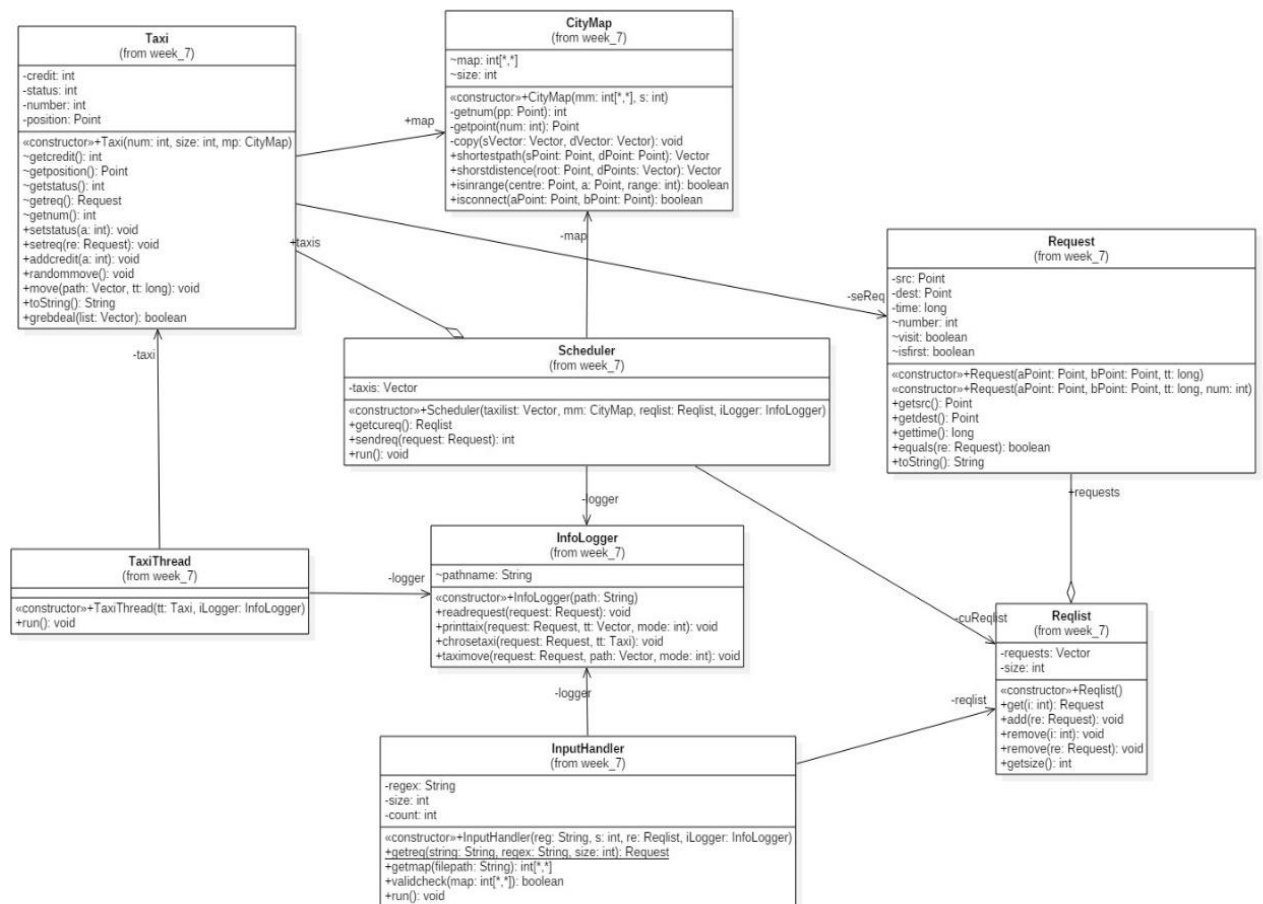 Taxi
(from week_7)
-credit: int
-status: int
-number: int
-position: Point
«constructor»+Taxi(num: int, size: int, mp: CityMap)
~getcredit(): int
~getposition(): Point
~getstatus(): int
~getreq(): Request
~getnum(): int
+setstatus(a: int): void
+setreq(re: Request): void
+addcredit(a: int): void
+randommove(): void
+move(path: Vector, tt: long): void
+toString(): String
+grebdeal(list: Vector): boolean
CityMap
(from week_7)
~map: int[*,*]
~size: int
«constructor»+CityMap(mm: int[*,*], s: int)
-getnum(pp: Point): int
-getpoint(num: int): Point
-copy(sVector: Vector, dVector: Vector): void
+shortestpath(sPoint: Point, dPoint: Point): Vector
+shorstdistence(root: Point, dPoints: Vector): Vector
+isinrange(centre: Point, a: Point, range: int): boolean
+isconnect(aPoint: Point, bPoint: Point): boolean
+map
+taxis
-map
-seReq
-taxi
Request
(from week_7)
-src: Point
-dest: Point
-time: long
~number: int
~visit: boolean
~isfirst: boolean
«constructor»+Request(aPoint: Point, bPoint: Point, tt: long)
«constructor»+Request(aPoint: Point, bPoint: Point, tt: long, num: int)
+getsrc(): Point
+getdest(): Point
+gettime(): long
+equals(re: Request): boolean
+toString(): String
Scheduler
(from week_7)
-taxis: Vector
«constructor»+Scheduler(taxilist: Vector, mm: CityMap, reqlist: Reqlist, iLogger: InfoLogger)
+getcureq(): Reqlist
+sendreq(request: Request): int
+run(): void
-logger
+requests
TaxiThread
(from week_7)
«constructor»+TaxiThread(tt: Taxi, iLogger: InfoLogger)
+run(): void
-logger
InfoLogger
(from week_7)
~pathname: String
«constructor»+InfoLogger(path: String)
+readrequest(request: Request): void
+printtaix(request: Request, tt: Vector, mode: int): void
+chrosetaxi(request: Request, tt: Taxi): void
+taximove(request: Request, path: Vector, mode: int): void
-cuReqlist
Reqlist
(from week_7)
-requests: Vector
-size: int
«constructor»+Reqlist()
+get(i: int): Request
+add(re: Request): void
+remove(i: int): void
+remove(re: Request): void
+getsize(): int
-logger
-reqlist
InputHandler
(from week_7)
-regex: String
-size: int
-count: int
«constructor»+InputHandler(reg: String, s: int, re: Reqlist, iLogger: InfoLogger)
+getreq(string: String, regex: String, size: int): Request
+getmap(filepath: String): int[*,*]
+validcheck(map: int[*,*]): boolean
+run(): void